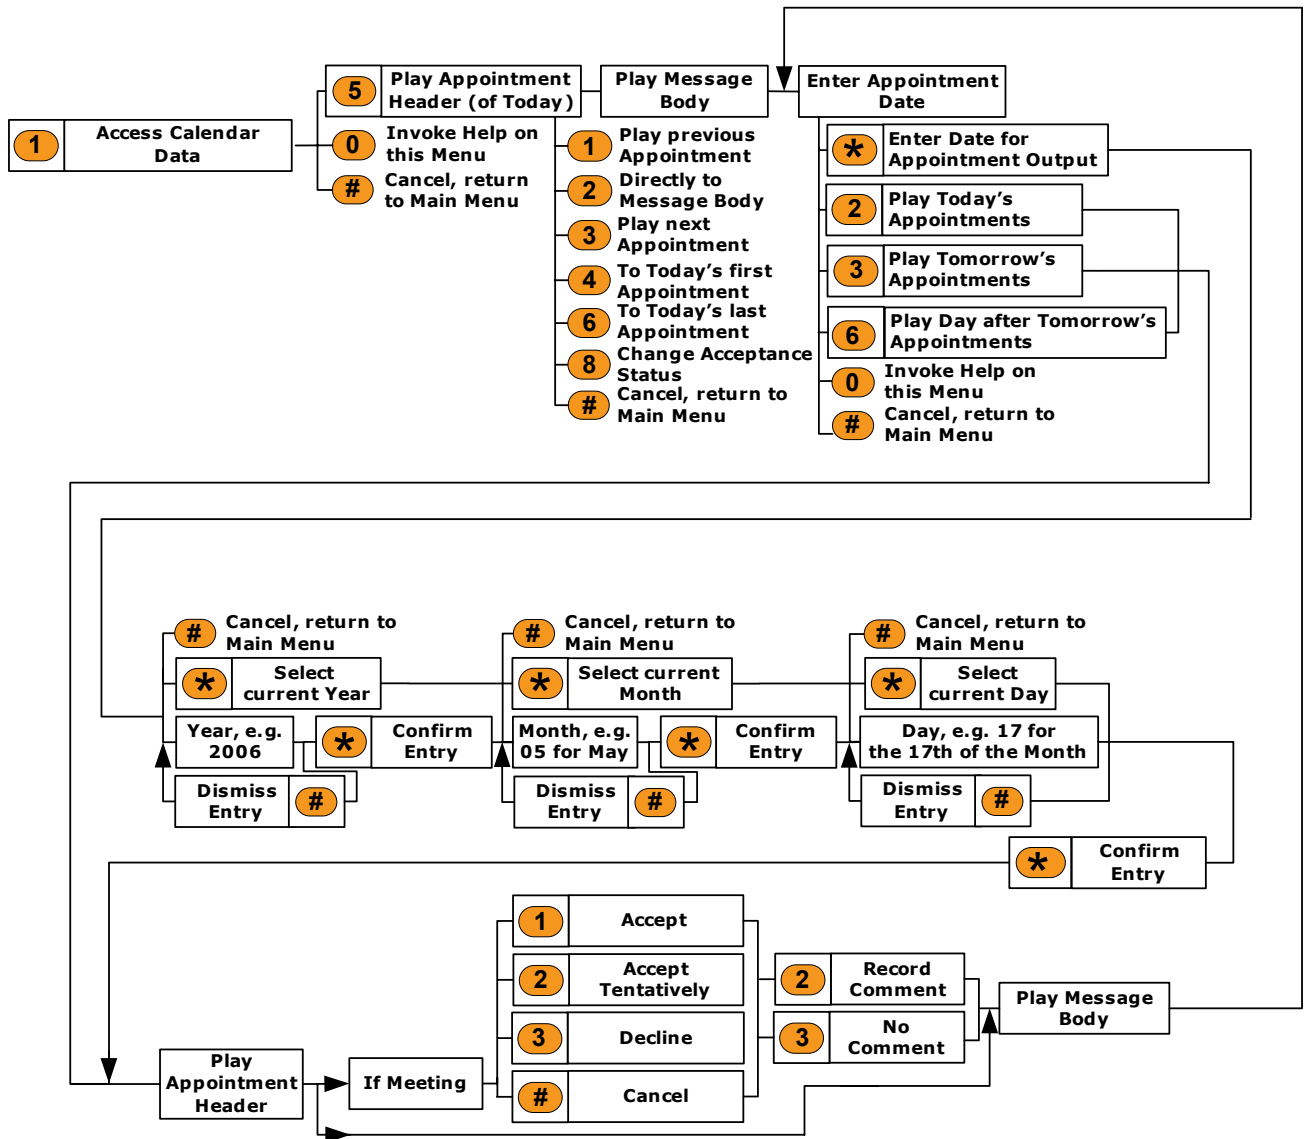 1
Access Calendar
Data
5
Play Appointment
Header (of Today)
0
Invoke Help on
this Menu
#
Cancel, return
to Main Menu
Play Message
Body
1
Play previous
Appointment
2
Directly to
Message Body
3
Play next
Appointment
4
To Today's first
Appointment
6
To Today's last
Appointment
8
Change Acceptance
Status
#
Cancel, return to
Main Menu
Enter Appointment
Date
*
Enter Date for
Appointment Output
2
Play Today's
Appointments
3
Play Tomorrow's
Appointments
6
Play Day after Tomorrow's
Appointments
0
Invoke Help on
this Menu
#
Cancel, return to
Main Menu
#
Cancel, return to
Main Menu
*
Select
current Year
Year, e.g.
2006
*
Confirm
Entry
Dismiss
Entry
#
#
Cancel, return to
Main Menu
*
Select current
Month
Month, e.g.
05 for May
*
Confirm
Entry
Dismiss
Entry
#
#
Cancel, return to
Main Menu
*
Select
current Day
Day, e.g. 17 for
the 17th of the Month
Dismiss
Entry
#
*
Confirm
Entry
Play
Appointment
Header
If Meeting
1
Accept
2
Accept
Tentatively
3
Decline
#
Cancel
2
Record
Comment
3
No
Comment
Play Message
Body